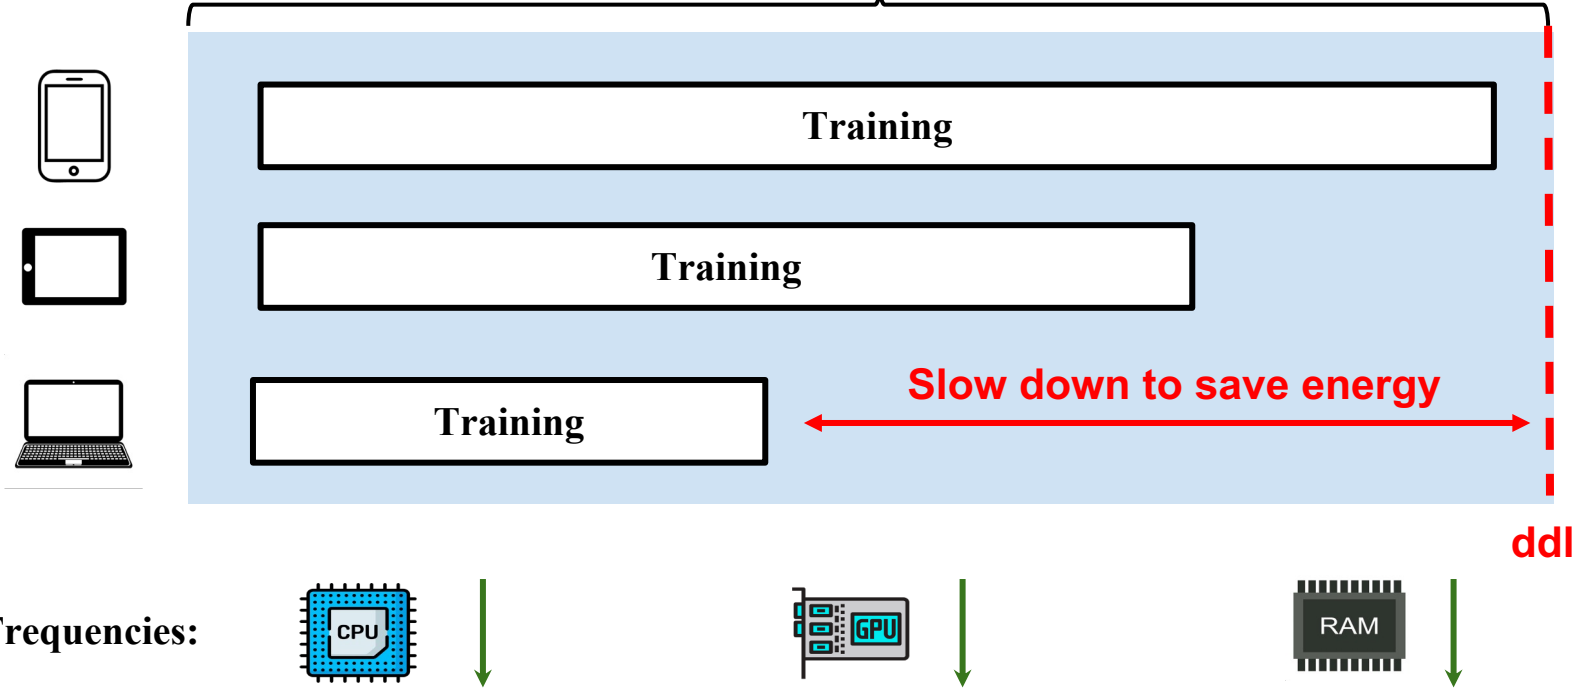 Training
Training
Slow down to save energy
Training
ddl
requencies:
CPU
GPU
RAM